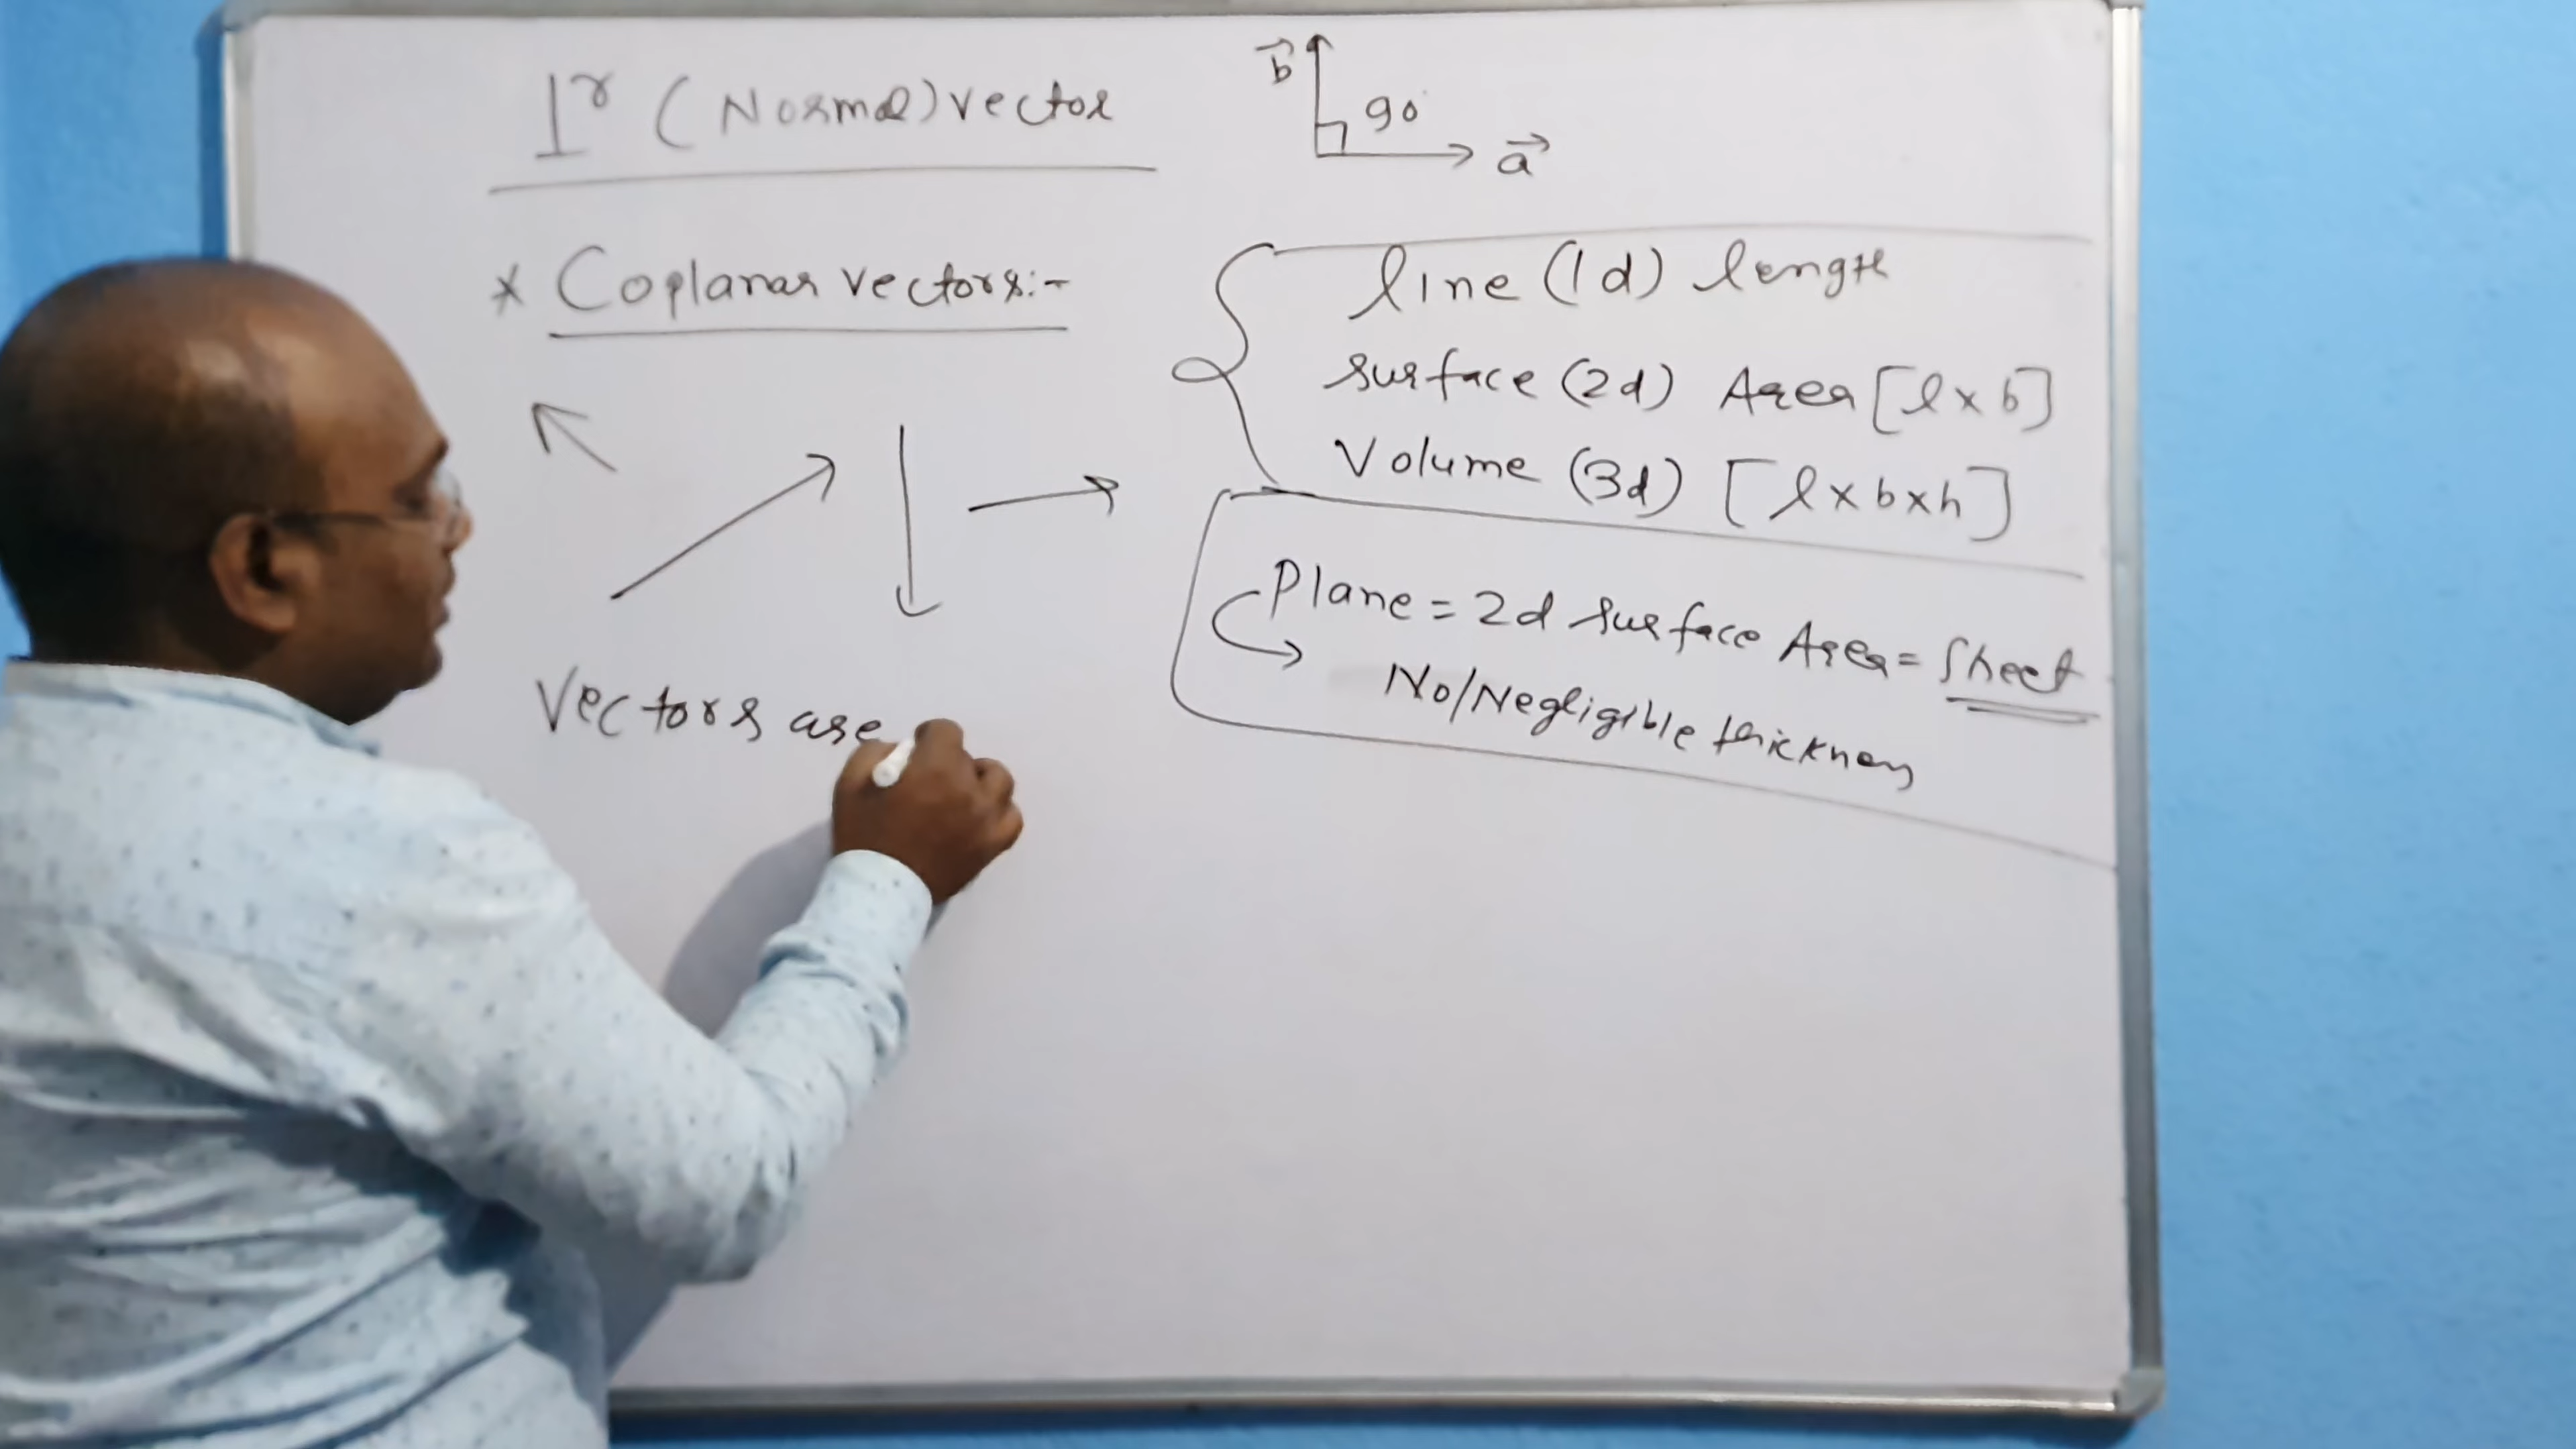 ⊥r (Normal) vector
b 90 a
* Coplanar vectors:-
line (1d) length
surface (2d) Area [l x b]
Volume (3d) [l x b x h]
Plane = 2d surface Area = sheet
No/Negligible thickness
Vectors are